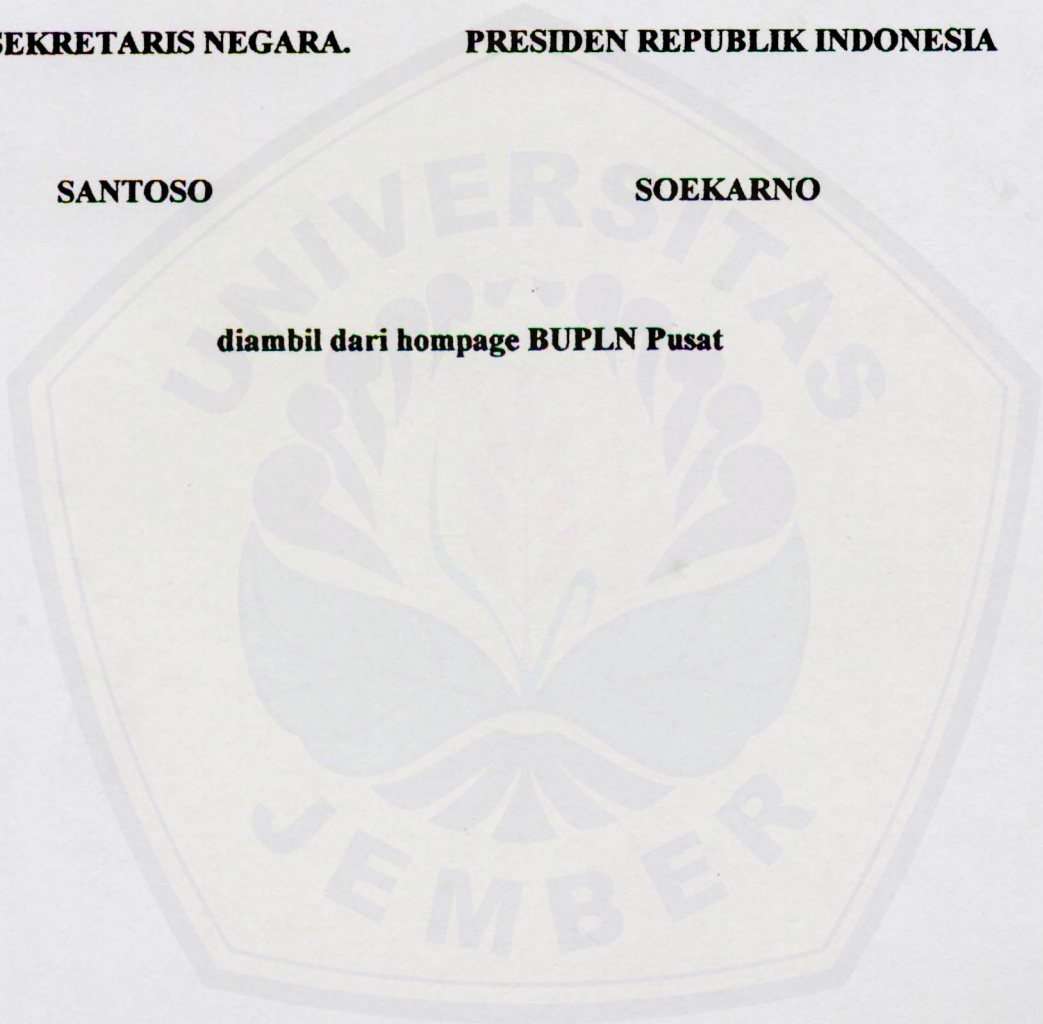 SEKRETARIS NEGARA. PRESIDEN REPUBLIK INDONESIA
SANTOSO SOEKARNO
diambil dari hompage BUPLN Pusat
UNIVERSITAS
JEMBER